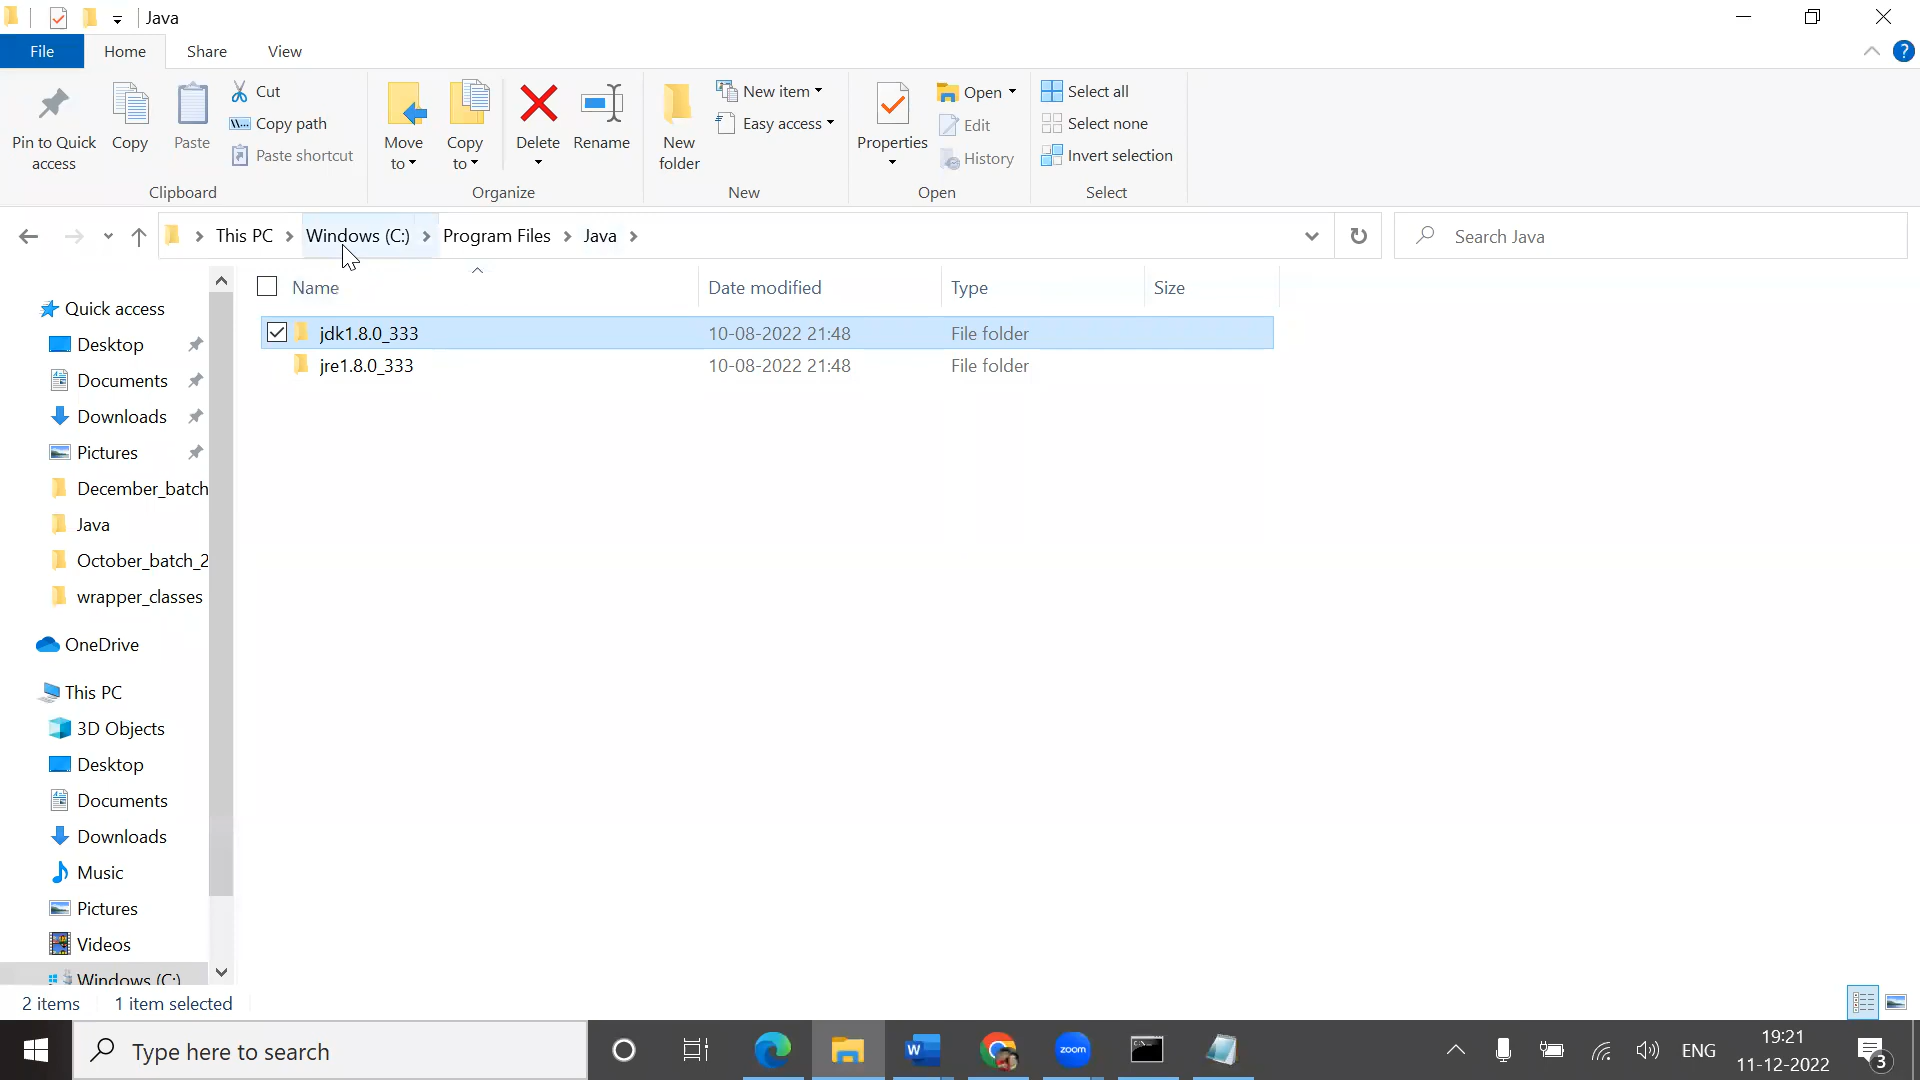 Java
File Home Share View
Pin to Quick access
Copy
Paste
Cut
Copy path
Paste shortcut
Clipboard
Move to
Copy to
Delete
Rename
Organize
New folder
New item
Easy access
New
Properties
Open
Edit
History
Open
Select all
Select none
Invert selection
Select
This PC Windows (C:) Program Files Java
Search Java
Name Date modified Type Size
jdk1.8.0_333 10-08-2022 21:48 File folder
jre1.8.0_333 10-08-2022 21:48 File folder
Quick access
Desktop
Documents
Downloads
Pictures
December_batch
Java
October_batch_2
wrapper_classes
OneDrive
This PC
3D Objects
Desktop
Documents
Downloads
Music
Pictures
Videos
Windows (C:)
2 items 1 item selected
Type here to search
W
zoom
ENG
19:21
11-12-2022
3